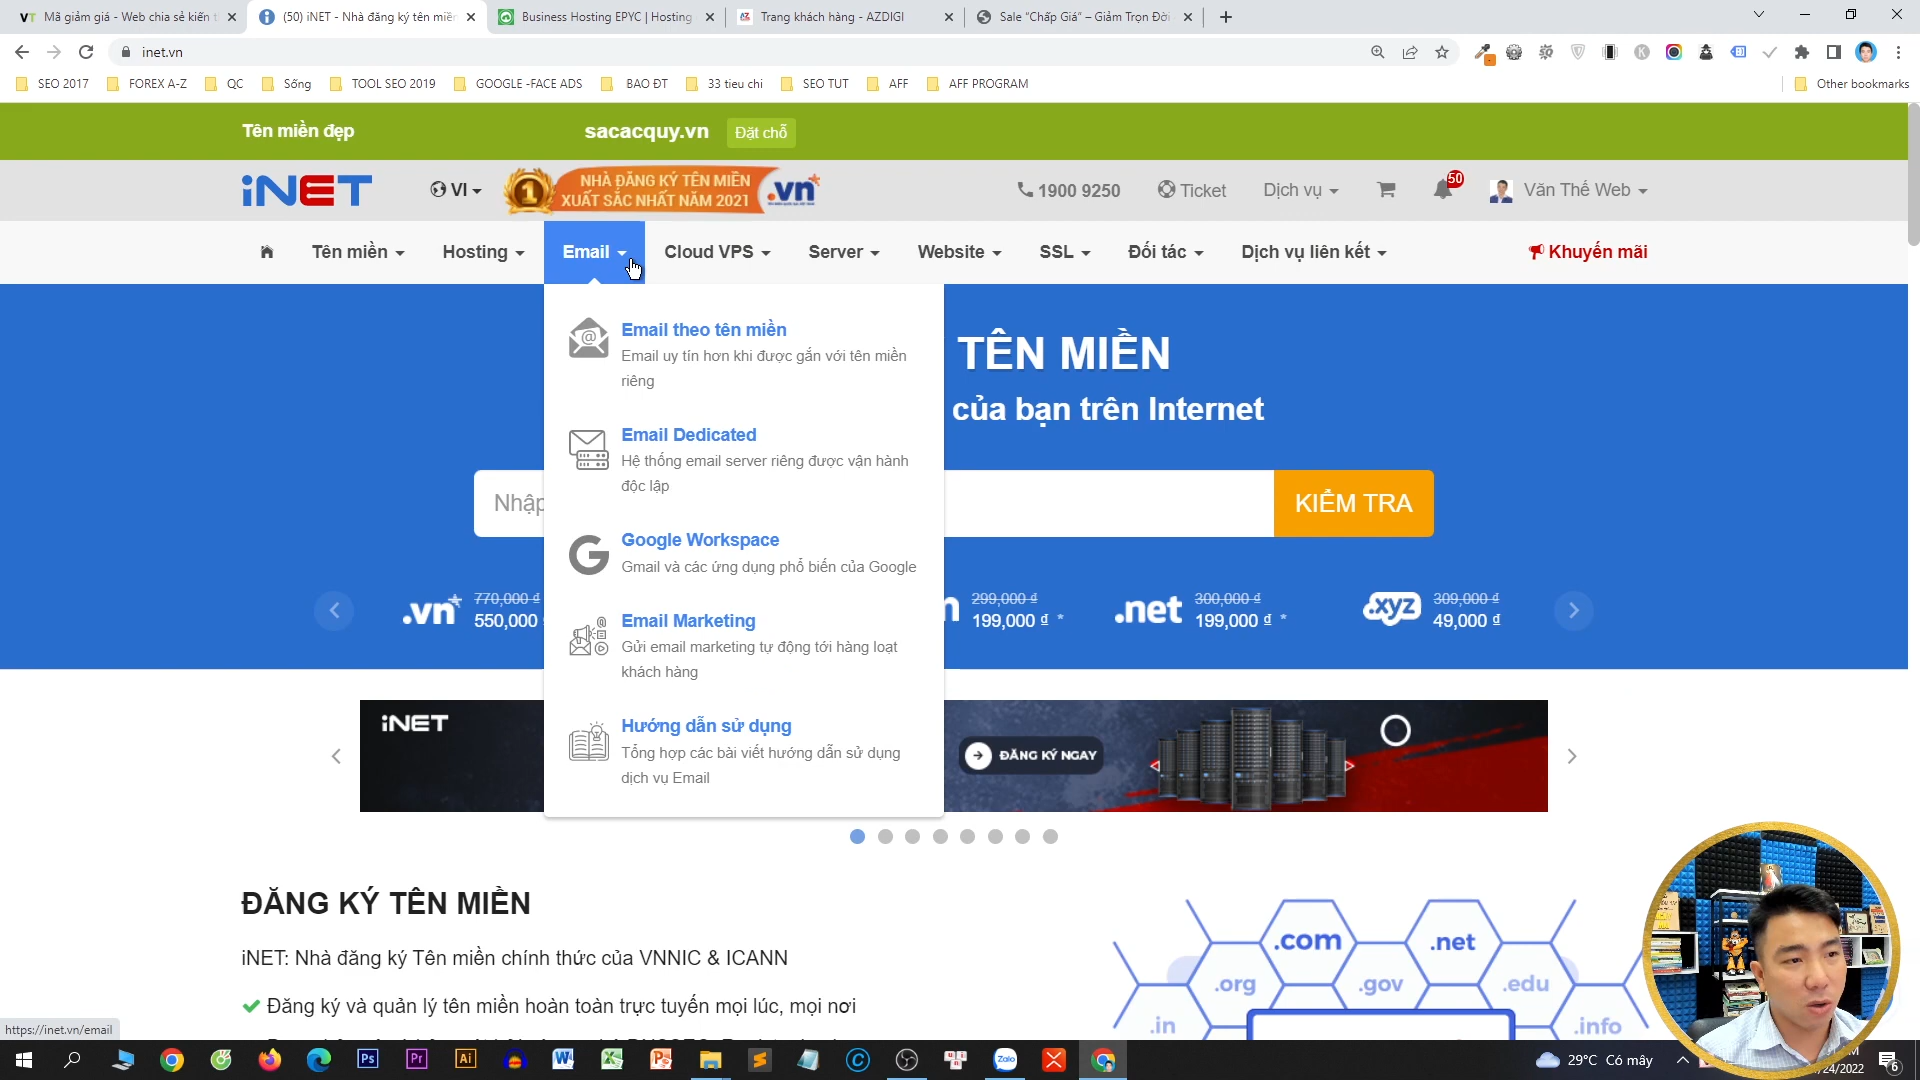 Mã giảm giá - Web chia sẻ kiến t
(50) iNET - Nhà đăng ký tên miền
Business Hosting EPYC | Hosting
Trang khách hàng - AZDIGI
Sale “Chấp Giá” – Giảm Trọn Đời
inet.vn
SEO 2017
FOREX A-Z
QC
Sống
TOOL SEO 2019
GOOGLE -FACE ADS
BAO ĐT
33 tieu chi
SEO TUT
AFF
AFF PROGRAM
Other bookmarks
Tên miền đẹp
sacacquy.vn
Đặt chỗ
iNET
VI
1
NHÀ ĐĂNG KÝ TÊN MIỀN
XUẤT SẮC NHẤT NĂM 2021
.vn
1900 9250
Ticket
Dịch vụ
50
Văn Thế Web
Tên miền
Hosting
Email
Cloud VPS
Server
Website
SSL
Đối tác
Dịch vụ liên kết
Khuyến mãi
Email theo tên miền
Email uy tín hơn khi được gắn với tên miền
riêng
Email Dedicated
Hệ thống email server riêng được vận hành
độc lập
Google Workspace
Gmail và các ứng dụng phổ biến của Google
Email Marketing
Gửi email marketing tự động tới hàng loạt
khách hàng
Hướng dẫn sử dụng
Tổng hợp các bài viết hướng dẫn sử dụng
dịch vụ Email
TÊN MIỀN
của bạn trên Internet
Nhập
KIỂM TRA
.vn
770,000 ₫
550,000
299,000 ₫
199,000 ₫ *
.net
300,000 ₫
199,000 ₫ *
.xyz
309,000 ₫
49,000 ₫
iNET
ĐĂNG KÝ NGAY
ĐĂNG KÝ TÊN MIỀN
iNET: Nhà đăng ký Tên miền chính thức của VNNIC & ICANN
Đăng ký và quản lý tên miền hoàn toàn trực tuyến mọi lúc, mọi nơi
.com
.net
.org
.gov
.edu
.in
.info
https://inet.vn/email
Ps
Pr
Ai
Zalo
29°C Có mây
/24/2022
6